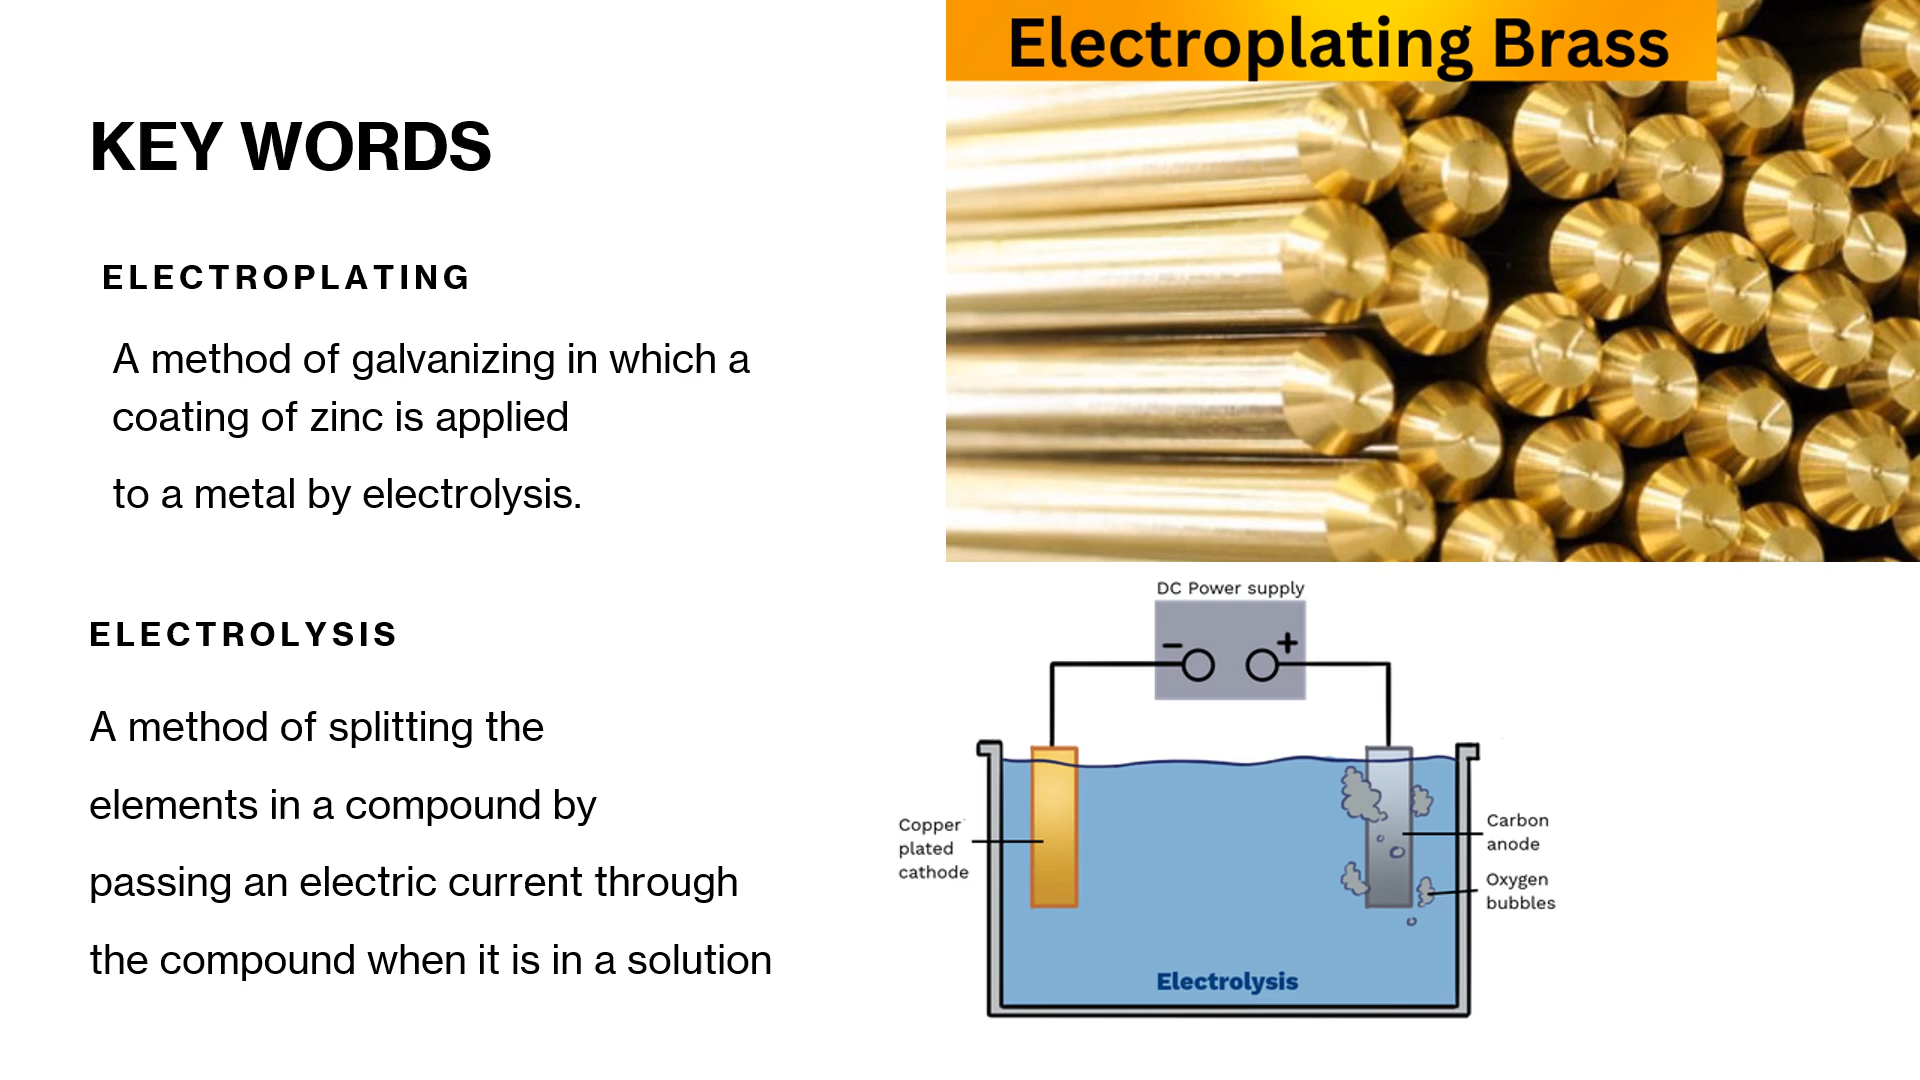 KEY WORDS
ELECTROPLATING
A method of galvanizing in which a
coating of zinc is applied
to a metal by electrolysis.
ELECTROLYSIS
A method of splitting the
elements in a compound by
passing an electric current through
the compound when it is in a solution
Electroplating Brass
DC Power supply
− +
Copper
plated
cathode
Carbon
anode
Oxygen
bubbles
Electrolysis